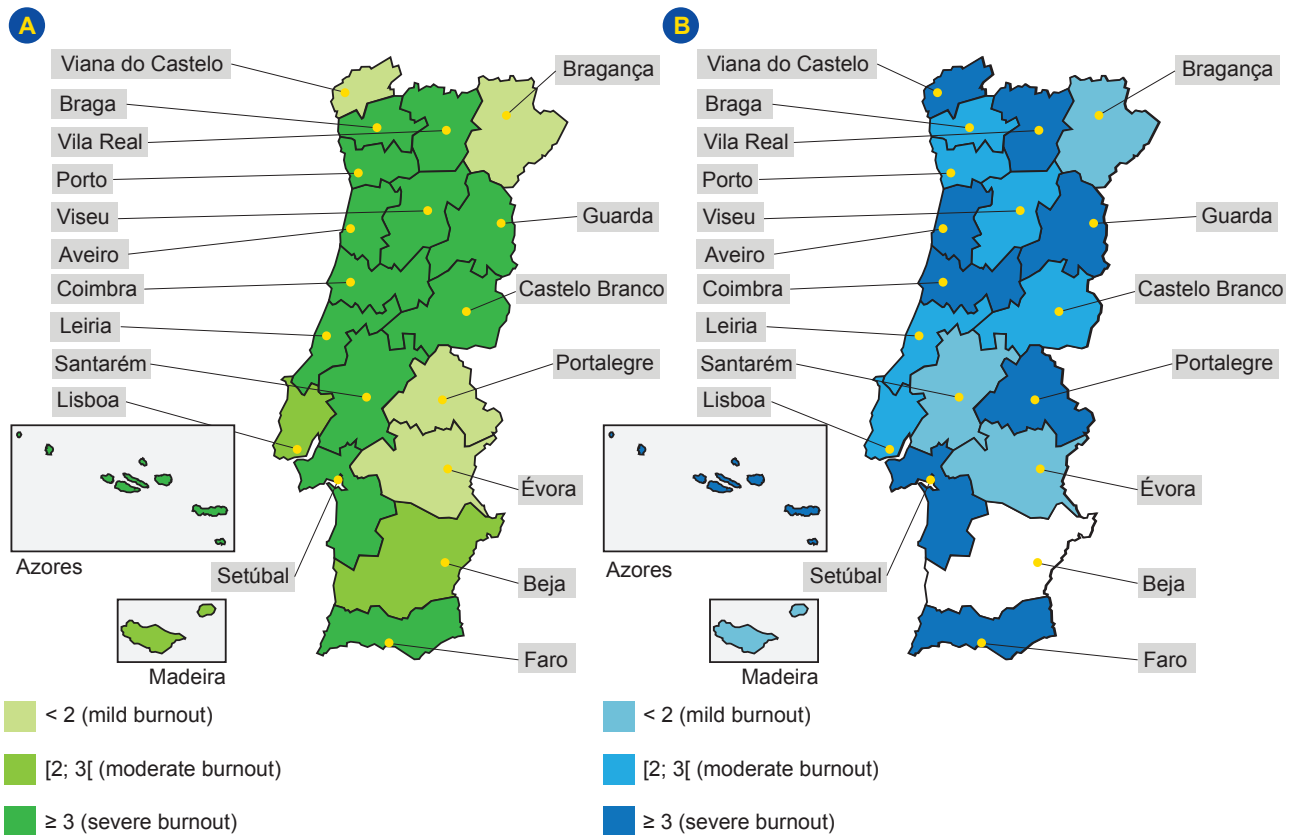 A
Viana do Castelo
Bragança
Braga
Vila Real
Porto
Viseu
Guarda
Aveiro
Coimbra
Castelo Branco
Leiria
Santarém
Portalegre
Lisboa
Évora
Azores
Setúbal
Beja
Madeira
Faro
< 2 (mild burnout)
[2; 3[ (moderate burnout)
≥ 3 (severe burnout)
B
Viana do Castelo
Bragança
Braga
Vila Real
Porto
Viseu
Guarda
Aveiro
Coimbra
Castelo Branco
Leiria
Santarém
Portalegre
Lisboa
Évora
Azores
Setúbal
Beja
Madeira
Faro
< 2 (mild burnout)
[2; 3[ (moderate burnout)
≥ 3 (severe burnout)